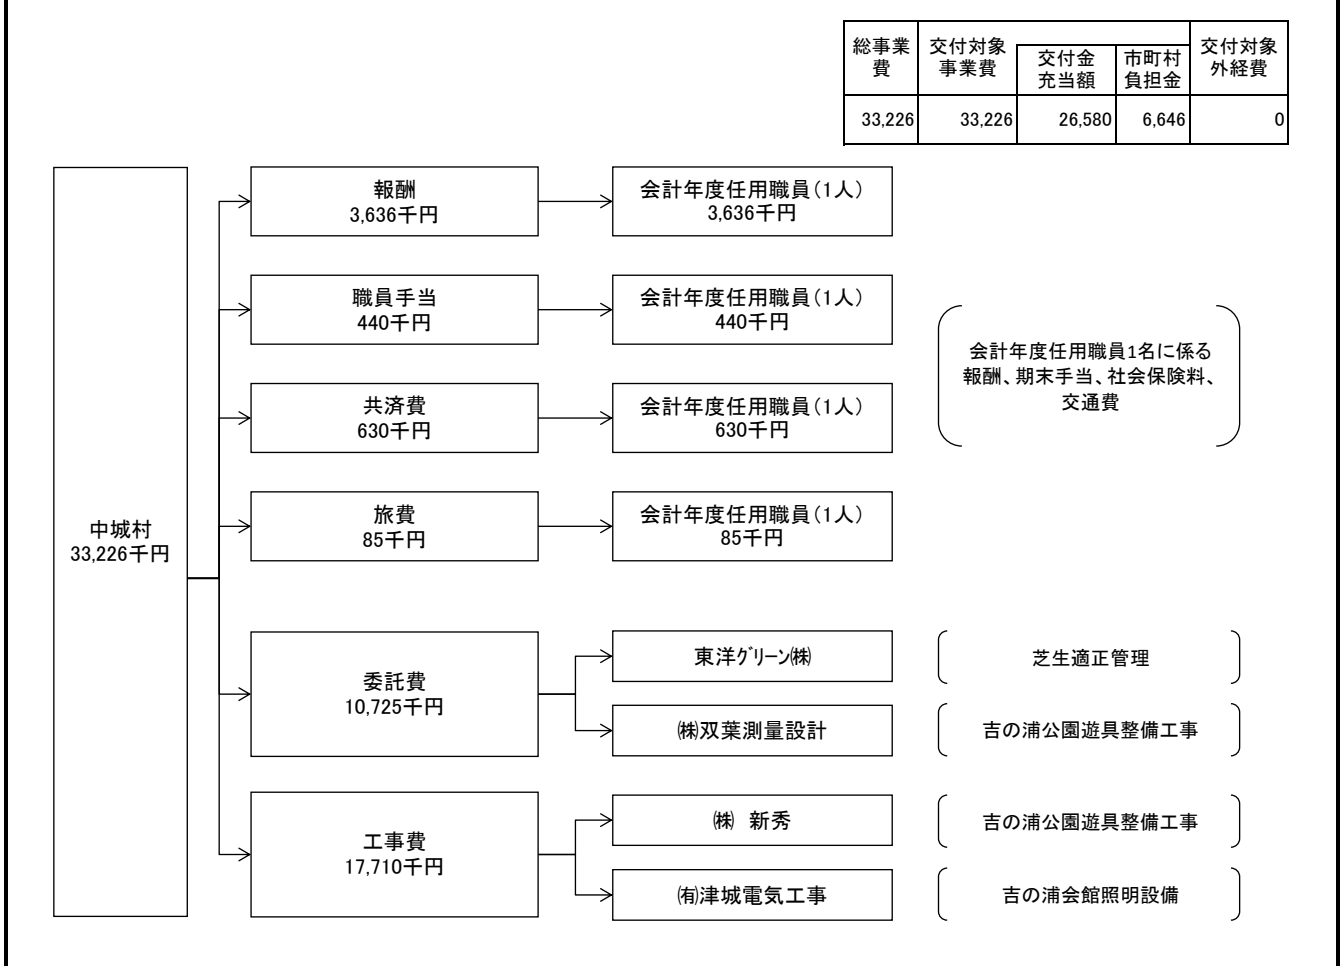 総事業
費
交付対象
事業費
交付金
充当額
市町村
負担金
交付対象
外経費
33,226
33,226
26,580
6,646
0
中城村
33,226千円
報酬
3,636千円
会計年度任用職員(1人)
3,636千円
職員手当
440千円
会計年度任用職員(1人)
440千円
共済費
630千円
会計年度任用職員(1人)
630千円
会計年度任用職員1名に係る
報酬、期末手当、社会保険料、
交通費
旅費
85千円
会計年度任用職員(1人)
85千円
委託費
10,725千円
東洋ｸﾞﾘｰﾝ㈱
芝生適正管理
㈱双葉測量設計
吉の浦公園遊具整備工事
工事費
17,710千円
㈱ 新秀
吉の浦公園遊具整備工事
㈲津城電気工事
吉の浦会館照明設備